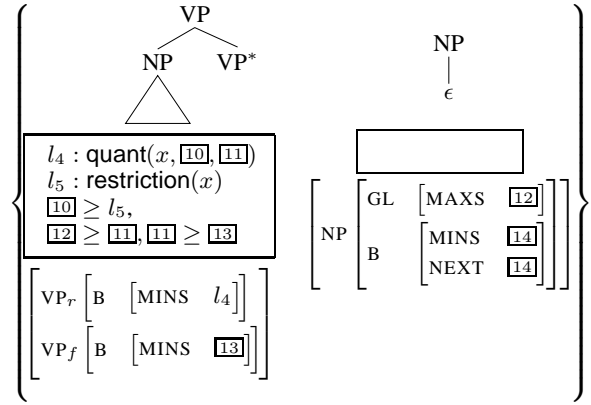 VP
NP VP*
l4 : quant(x, 10, 11)
l5 : restriction(x)
10 ≥ l5,
12 ≥ 11, 11 ≥ 13
VPr [B [MINS l4]]
VPf [B [MINS 13]]
NP
ϵ
GL [MAXS 12]
NP
B [MINS 14
NEXT 14]